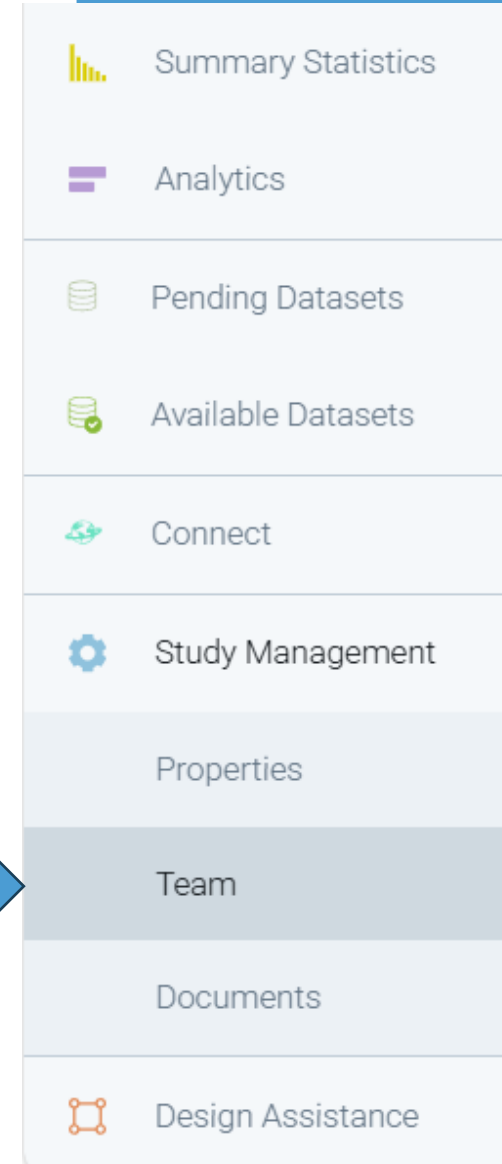 Summary Statistics
Analytics
Pending Datasets
Available Datasets
Connect
Study Management
Properties
Team
Documents
Design Assistance